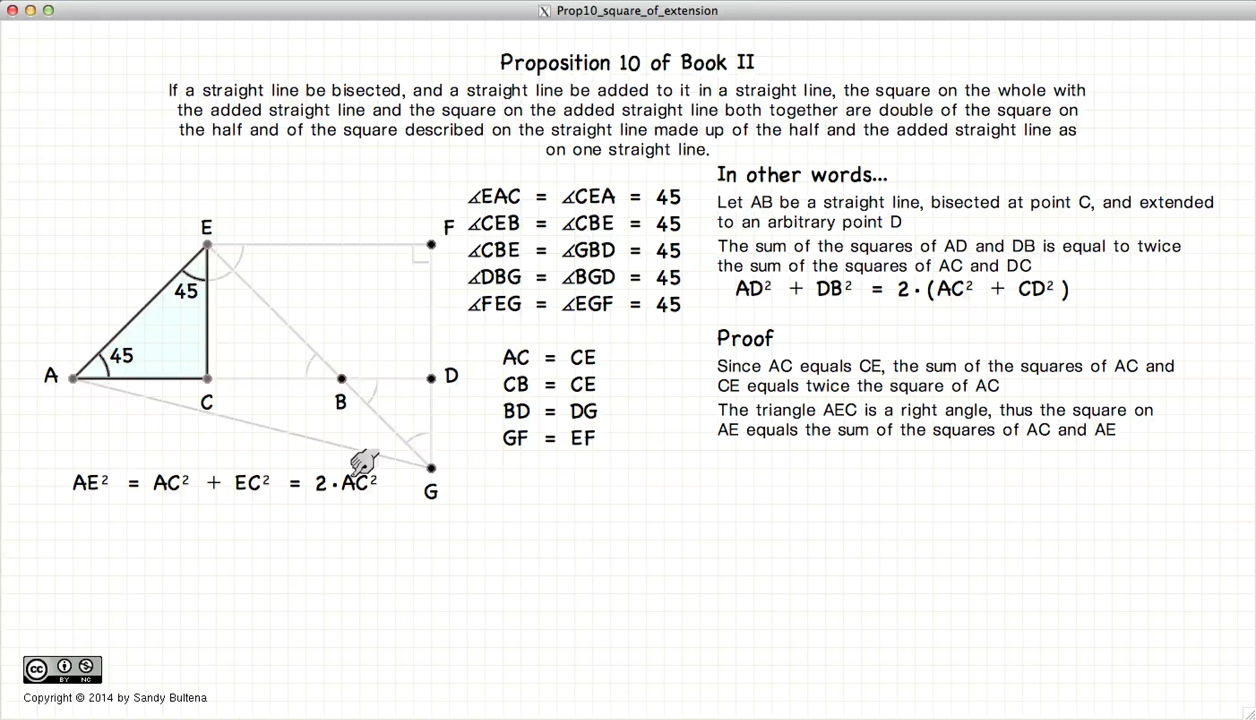 Prop10_square_of_extension
Proposition 10 of Book II
If a straight line be bisected, and a straight line be added to it in a straight line, the square on the whole with
the added straight line and the square on the added straight line both together are double of the square on
the half and of the square described on the straight line made up of the half and the added straight line as
on one straight line.
In other words...
Let AB be a straight line, bisected at point C, and extended
to an arbitrary point D
The sum of the squares of AD and DB is equal to twice
the sum of the squares of AC and DC
AD² + DB² = 2·(AC² + CD²)
Proof
Since AC equals CE, the sum of the squares of AC and
CE equals twice the square of AC
The triangle AEC is a right angle, thus the square on
AE equals the sum of the squares of AC and AE
∡EAC = ∡CEA = 45
∡CEB = ∡CBE = 45
∡CBE = ∡GBD = 45
∡DBG = ∡BGD = 45
∡FEG = ∡EGF = 45
AC = CE
CB = CE
BD = DG
GF = EF
E
F
45
45
A
C
B
D
G
AE² = AC² + EC² = 2·AC²
cc
BY NC
Copyright © 2014 by Sandy Bultena